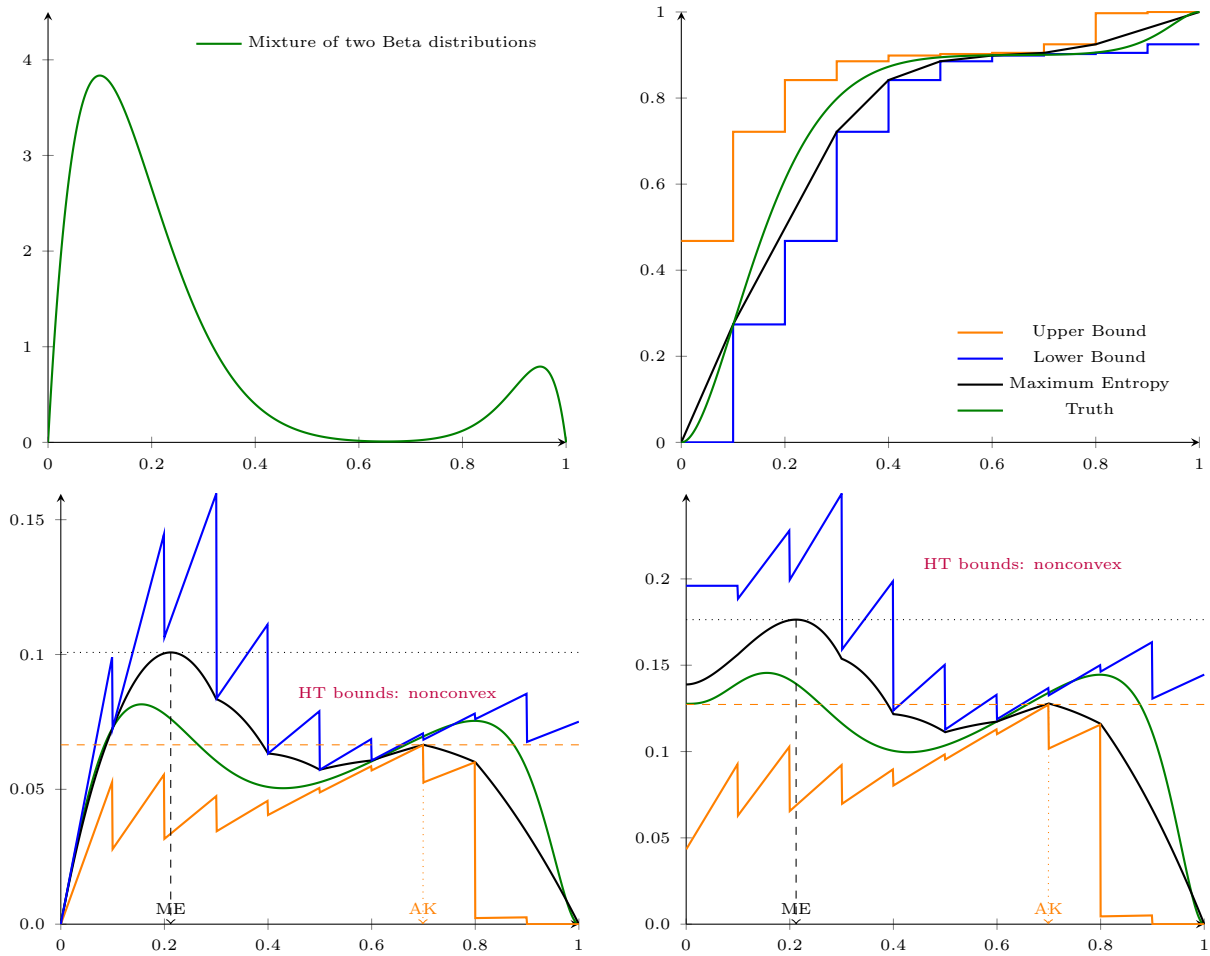 Mixture of two Beta distributions
4
3
2
1
0
0 0.2 0.4 0.6 0.8 1
1
0.8
0.6
0.4
0.2
0
Upper Bound
Lower Bound
Maximum Entropy
Truth
0 0.2 0.4 0.6 0.8 1
0.15
0.1
0.05
0.0
HT bounds: nonconvex
ME
AK
0 0.2 0.4 0.6 0.8 1
HT bounds: nonconvex
0.2
0.15
0.1
0.05
0.0
ME
AK
0 0.2 0.4 0.6 0.8 1